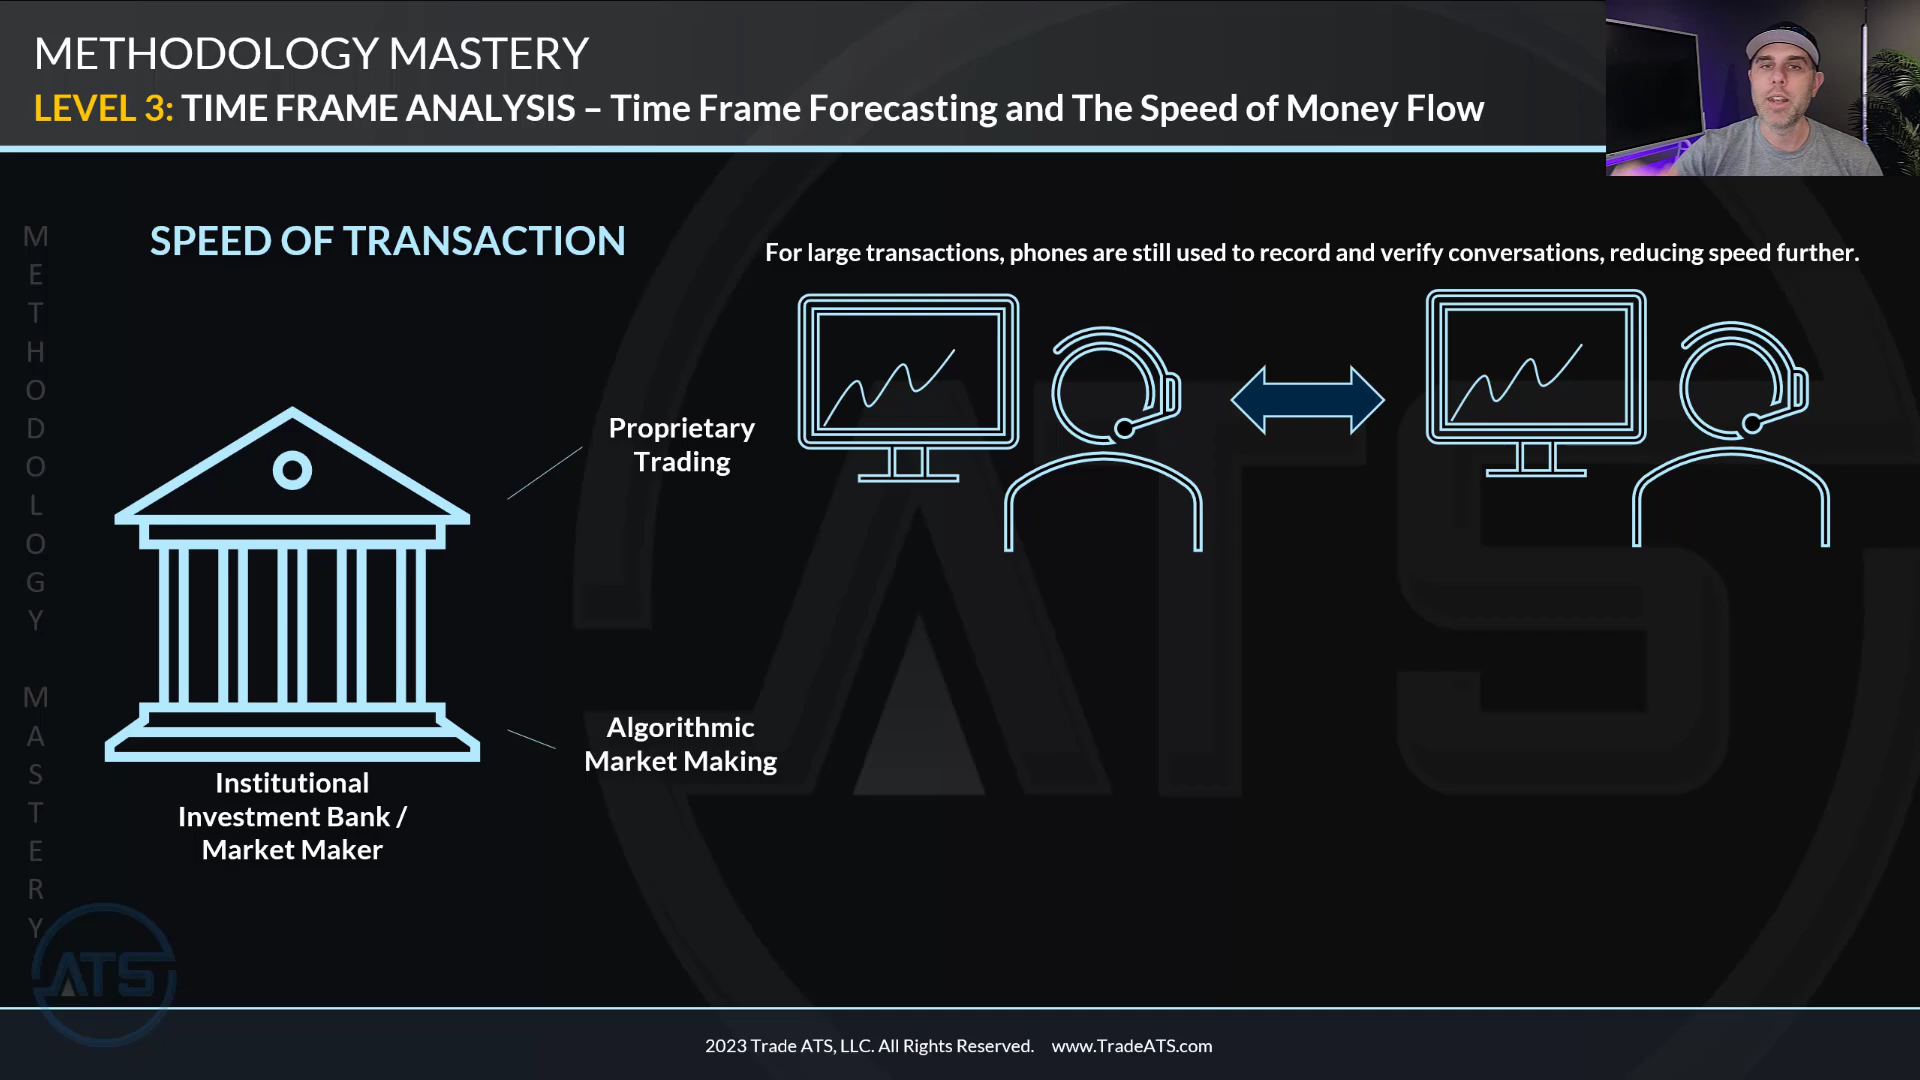 METHODOLOGY MASTERY
LEVEL 3: TIME FRAME ANALYSIS – Time Frame Forecasting and The Speed of Money Flow
METHODOLOGY MASTERY
SPEED OF TRANSACTION
For large transactions, phones are still used to record and verify conversations, reducing speed further.
Proprietary
Trading
Algorithmic
Market Making
Institutional
Investment Bank /
Market Maker
ATS
ATS
2023 Trade ATS, LLC. All Rights Reserved. www.TradeATS.com